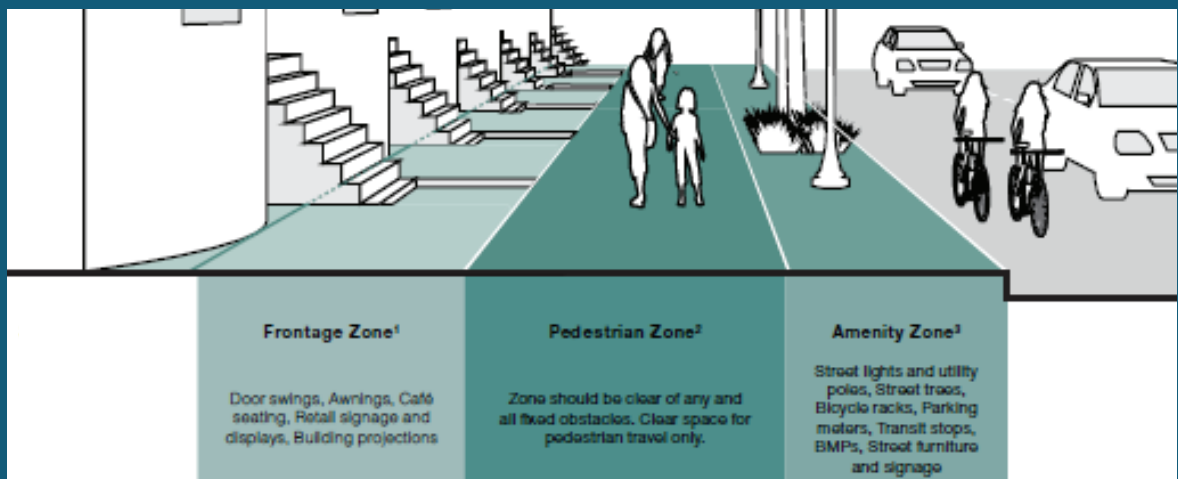 Frontage Zone¹
Door swings, Awnings, Café
seating, Retail signage and
displays, Building projections
Pedestrian Zone²
Zone should be clear of any and
all fixed obstacles. Clear space for
pedestrian travel only.
Amenity Zone³
Street lights and utility
poles, Street trees,
Bicycle racks, Parking
meters, Transit stops,
BMPs, Street furniture
and signage